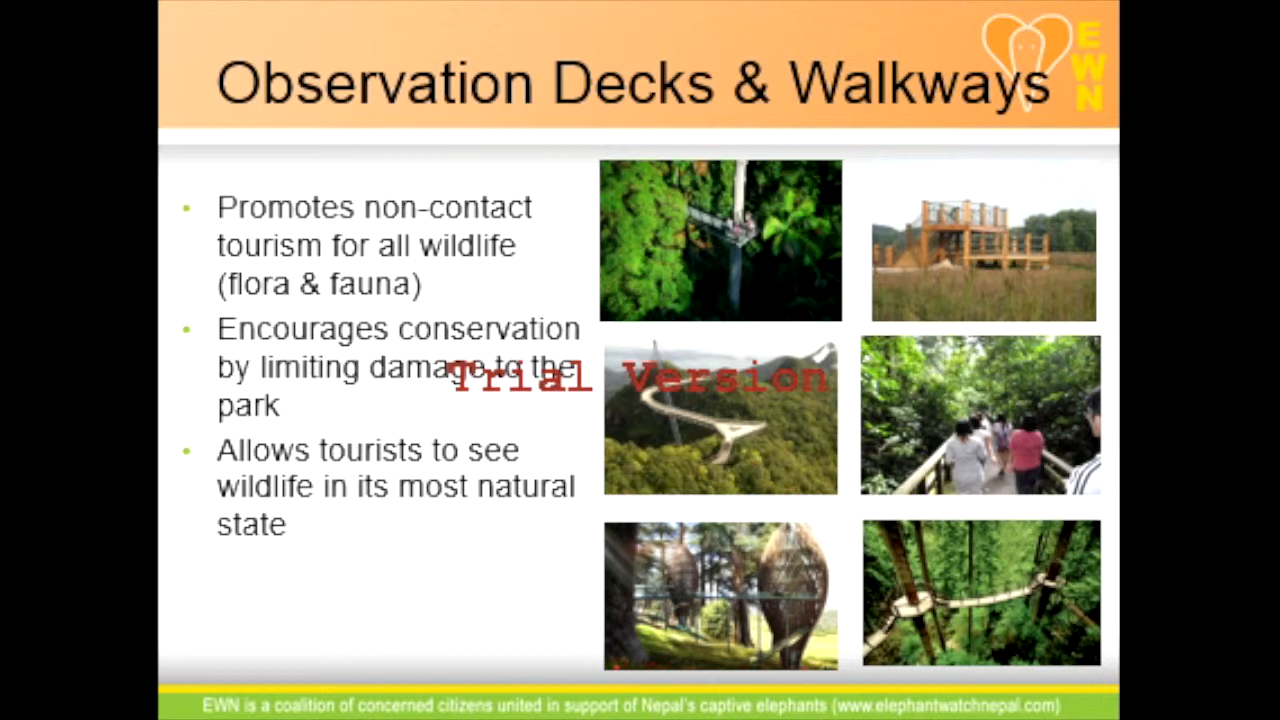 Observation Decks & Walkways
EWN
• Promotes non-contact
tourism for all wildlife
(flora & fauna)
• Encourages conservation
by limiting damage to the
park
• Allows tourists to see
wildlife in its most natural
state
Trial Version
EWN is a coalition of concerned citizens united in support of Nepal's captive elephants (www.elephantwatchnepal.com)